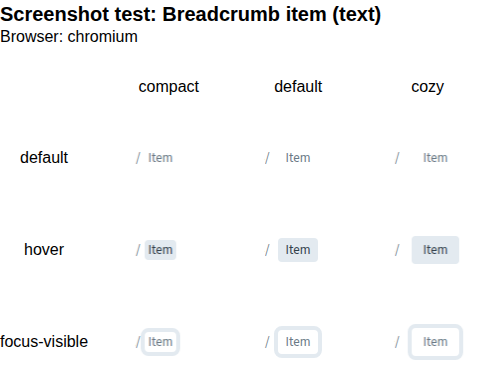 Screenshot test: Breadcrumb item (text)
Browser: chromium
compact default cozy
default / Item / Item / Item
hover / Item / Item / Item
focus-visible / Item / Item / Item